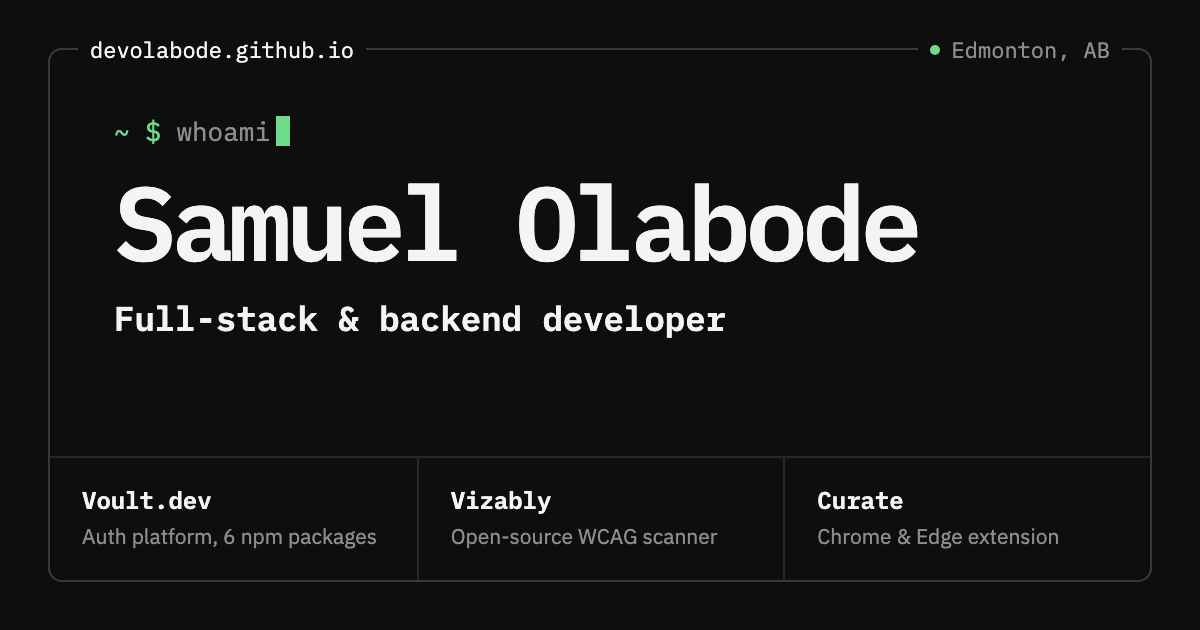 devolabode.github.io
Edmonton, AB
~ $ whoami
Samuel Olabode
Full-stack & backend developer
Voult.dev
Auth platform, 6 npm packages
Vizably
Open-source WCAG scanner
Curate
Chrome & Edge extension